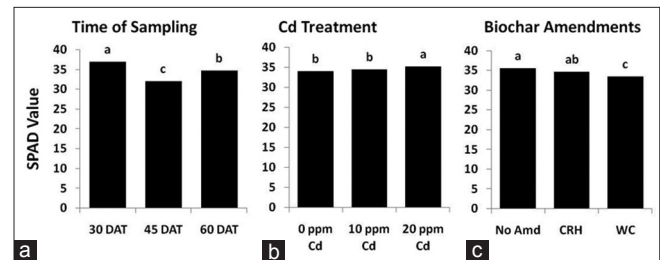 Time of Sampling
SPAD Value
40
35
30
25
20
15
10
5
0
a
c
b
30 DAT
45 DAT
60 DAT
a
Cd Treatment
40
35
30
25
20
15
10
5
0
b
b
a
0 ppm Cd
10 ppm Cd
20 ppm Cd
b
Biochar Amendments
40
35
30
25
20
15
10
5
0
a
ab
c
No Amd
CRH
WC
c